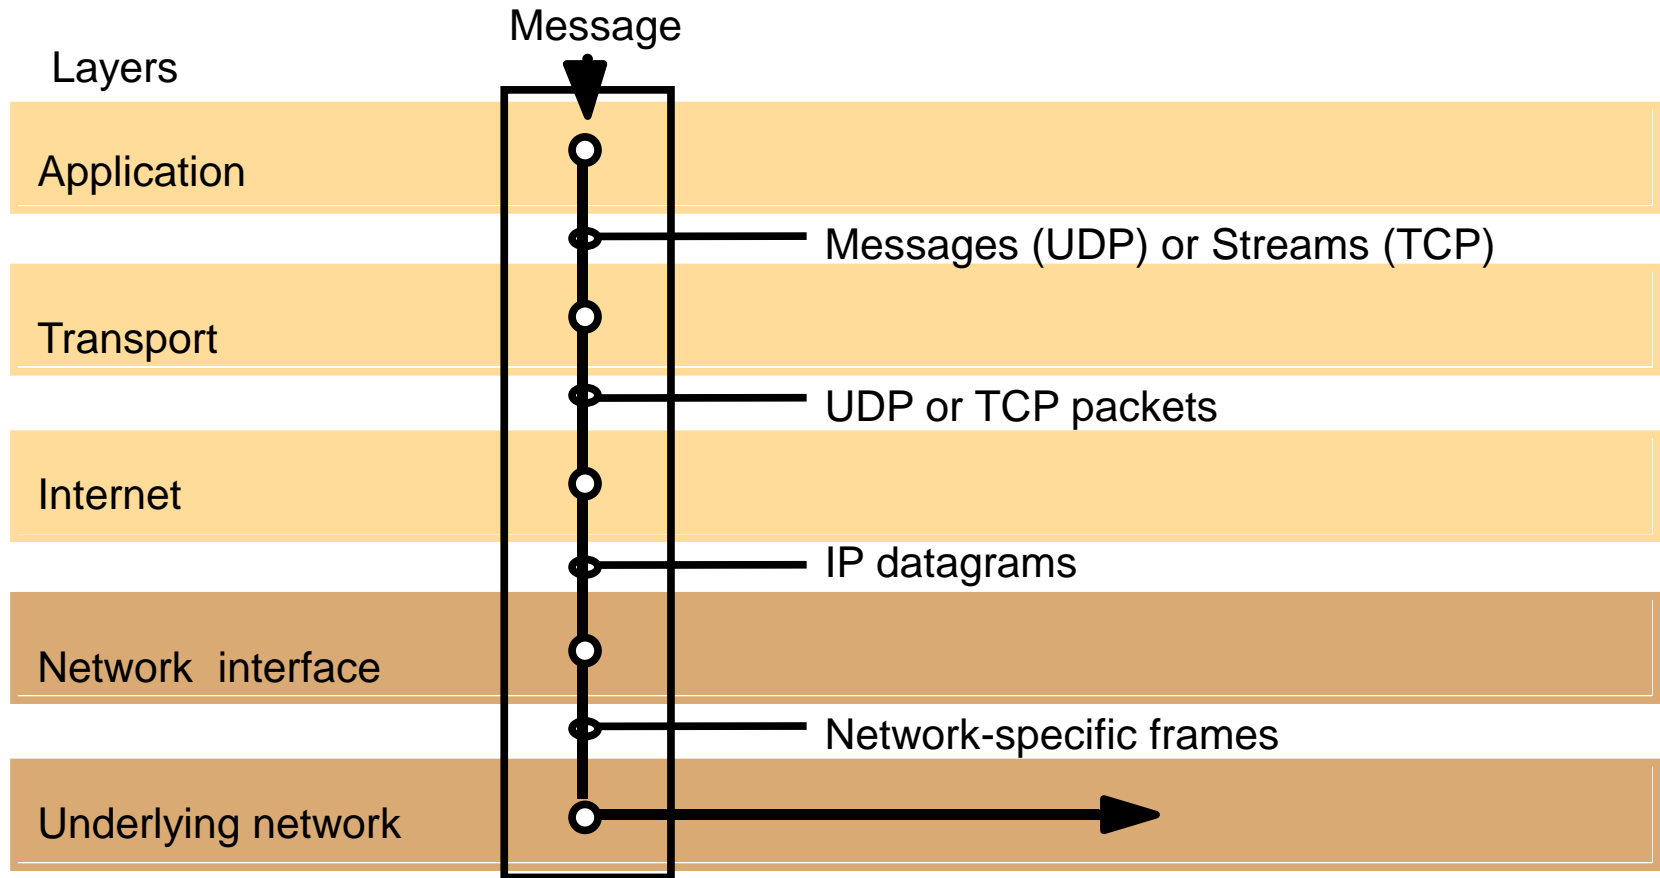 Message
Layers
Application
Messages (UDP) or Streams (TCP)
Transport
UDP or TCP packets
Internet
IP datagrams
Network interface
Network-specific frames
Underlying network